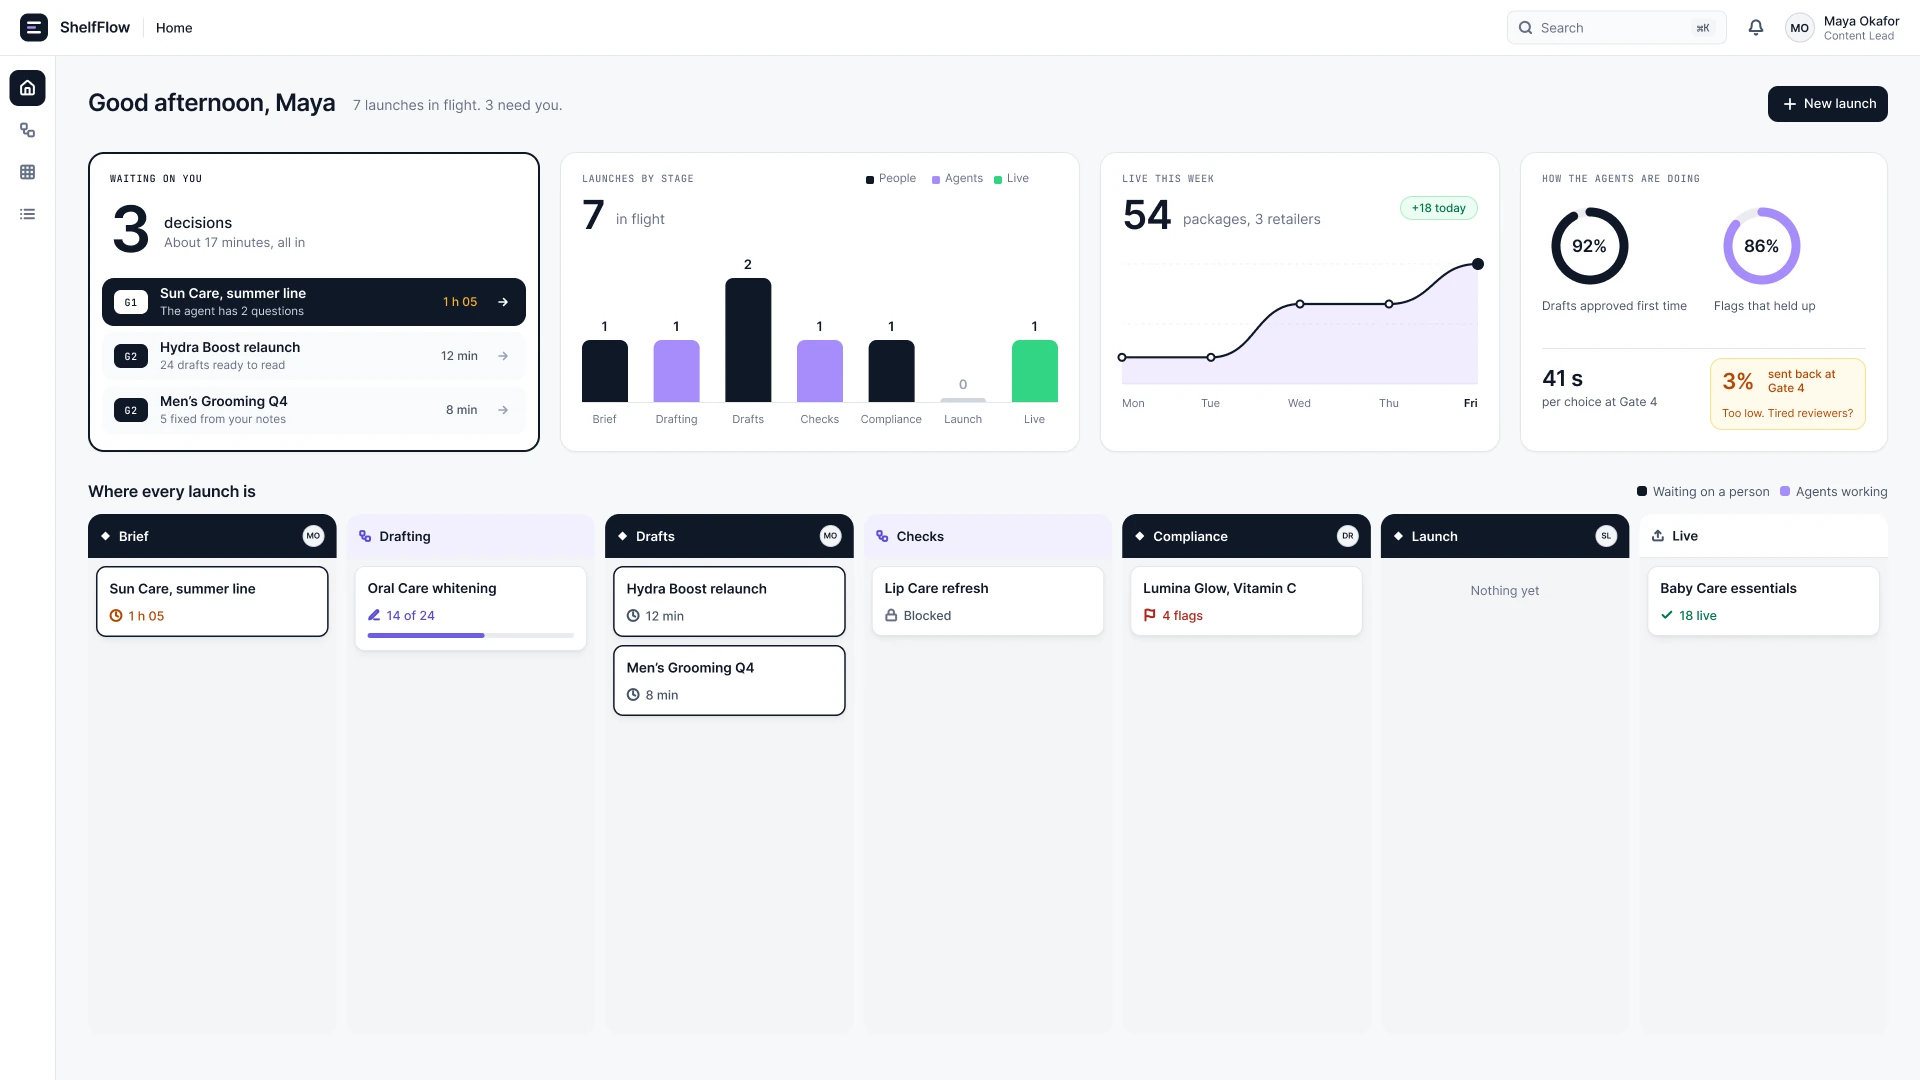 ShelfFlow
Home
Search
⌘K
MO
Maya Okafor
Content Lead
Good afternoon, Maya
7 launches in flight. 3 need you.
New launch
WAITING ON YOU
3
decisions
About 17 minutes, all in
G1
Sun Care, summer line
The agent has 2 questions
1 h 05
G2
Hydra Boost relaunch
24 drafts ready to read
12 min
G2
Men’s Grooming Q4
5 fixed from your notes
8 min
LAUNCHES BY STAGE
People
Agents
Live
7
in flight
1
1
2
1
1
0
1
Brief
Drafting
Drafts
Checks
Compliance
Launch
Live
LIVE THIS WEEK
54
packages, 3 retailers
+18 today
Mon
Tue
Wed
Thu
Fri
HOW THE AGENTS ARE DOING
92%
Drafts approved first time
86%
Flags that held up
41 s
per choice at Gate 4
3%
sent back at
Gate 4
Too low. Tired reviewers?
Where every launch is
Waiting on a person
Agents working
Brief
MO
Sun Care, summer line
1 h 05
Drafting
Oral Care whitening
14 of 24
Drafts
MO
Hydra Boost relaunch
12 min
Men’s Grooming Q4
8 min
Checks
Lip Care refresh
Blocked
Compliance
DR
Lumina Glow, Vitamin C
4 flags
Launch
SL
Nothing yet
Live
Baby Care essentials
18 live